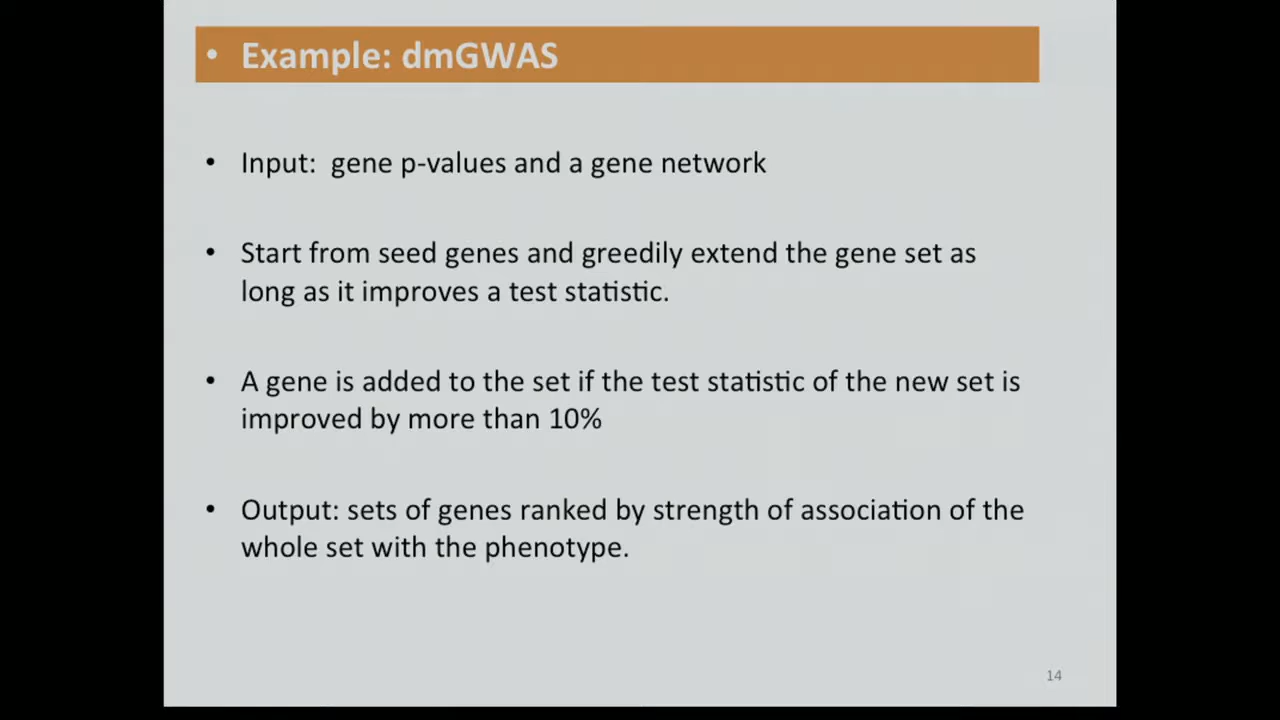 • Example: dmGWAS
• Input:  gene p-values and a gene network
• Start from seed genes and greedily extend the gene set as
long as it improves a test statistic.
• A gene is added to the set if the test statistic of the new set is
improved by more than 10%
• Output: sets of genes ranked by strength of association of the
whole set with the phenotype.
14